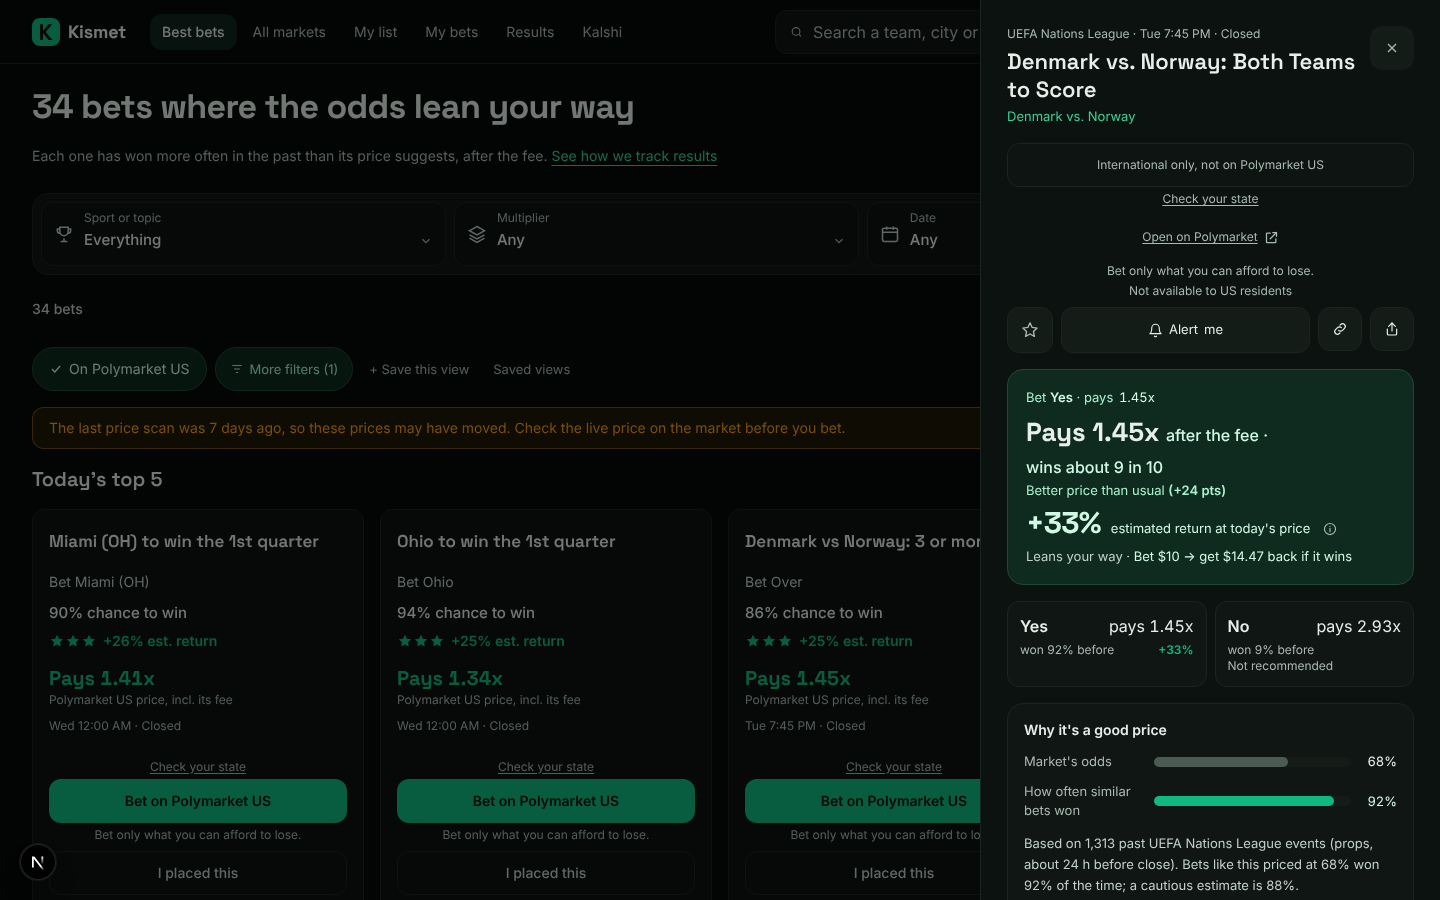 Kismet
Best bets
All markets
My list
My bets
Results
Kalshi
Search a team, city or
34 bets where the odds lean your way
Each one has won more often in the past than its price suggests, after the fee. See how we track results
Sport or topic
Everything
Multiplier
Any
Date
Any
34 bets
On Polymarket US
More filters (1)
+ Save this view
Saved views
The last price scan was 7 days ago, so these prices may have moved. Check the live price on the market before you bet.
Today's top 5
Miami (OH) to win the 1st quarter
Bet Miami (OH)
90% chance to win
★★★ +26% est. return
Pays 1.41x
Polymarket US price, incl. its fee
Wed 12:00 AM · Closed
Check your state
Bet on Polymarket US
Bet only what you can afford to lose.
I placed this
Ohio to win the 1st quarter
Bet Ohio
94% chance to win
★★★ +25% est. return
Pays 1.34x
Polymarket US price, incl. its fee
Wed 12:00 AM · Closed
Check your state
Bet on Polymarket US
Bet only what you can afford to lose.
I placed this
Denmark vs Norway: 3 or mor
Bet Over
86% chance to win
★★★ +25% est. return
Pays 1.45x
Polymarket US price, incl. its fee
Tue 7:45 PM · Closed
Check your state
Bet on Polymarket US
Bet only what you can afford to lo
I placed this
UEFA Nations League · Tue 7:45 PM · Closed
Denmark vs. Norway: Both Teams
to Score
Denmark vs. Norway
International only, not on Polymarket US
Check your state
Open on Polymarket
Bet only what you can afford to lose.
Not available to US residents
Alert me
Bet Yes · pays 1.45x
Pays 1.45x after the fee ·
wins about 9 in 10
Better price than usual (+24 pts)
+33% estimated return at today's price
Leans your way · Bet $10 → get $14.47 back if it wins
Yes pays 1.45x
won 92% before +33%
No pays 2.93x
won 9% before
Not recommended
Why it's a good price
Market's odds 68%
How often similar
bets won 92%
Based on 1,313 past UEFA Nations League events (props,
about 24 h before close). Bets like this priced at 68% won
92% of the time; a cautious estimate is 88%.